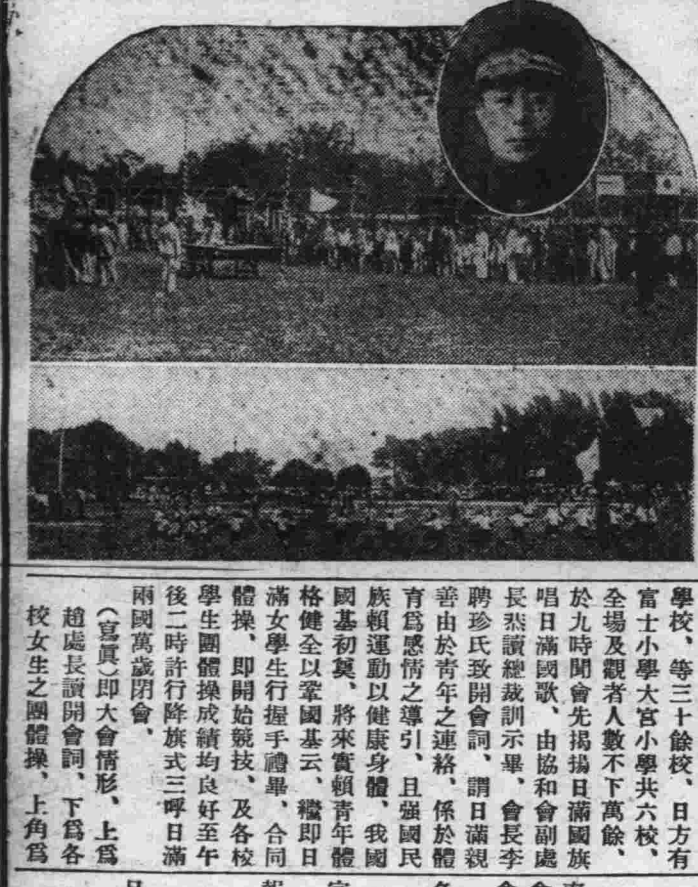 學校、等三十餘校、日方有
富士小學大宮小學共六校、
全場及觀者人數不下萬餘、
於九時開會先揭揚日滿國旗
唱日滿國歌、由協和會副處
長恭讀總裁訓示畢、會長李
聘珍氏致開會詞、謂日滿親
善由於靑年之連絡、係於體
育爲感情之導引、且强國民
族賴運動以健康身體、我國
國基初奠、將來實賴靑年體
格健全以鞏國基云、繼即日
滿女學生行握手禮畢、合同
體操、即開始競技、及各校
學生團體操成績均良好至午
後二時許行降旗式三呼日滿
兩國萬歲閉會、
(寫眞)即大會情形、上爲
趙處長讀開會詞、下爲各
校女生之團體操、上角爲